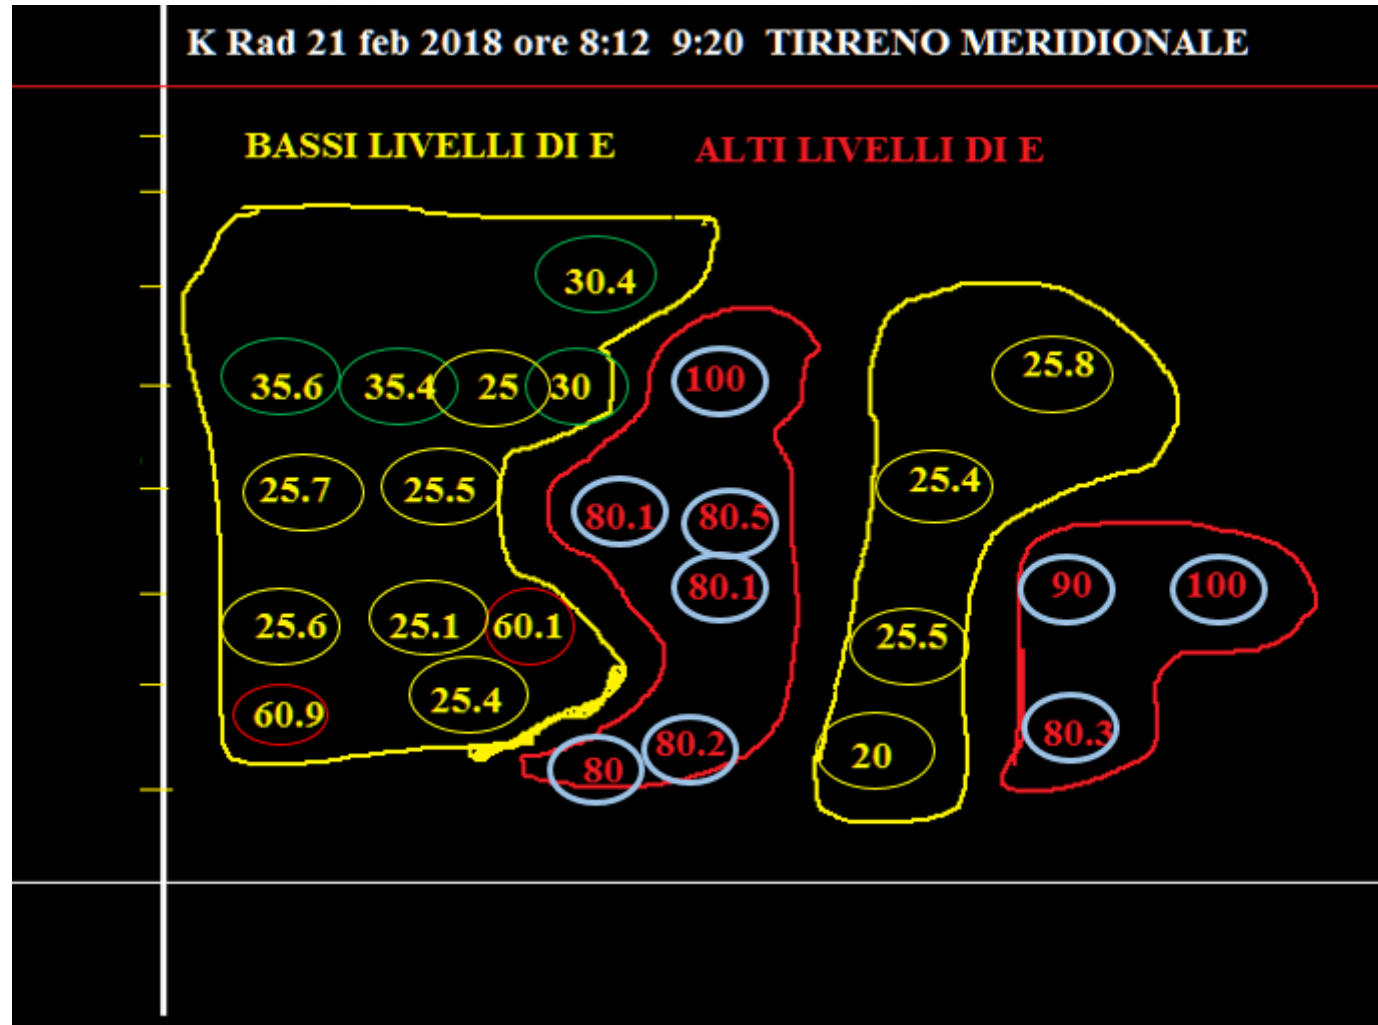 K Rad 21 feb 2018 ore 8:12 9:20 TIRRENO MERIDIONALE
BASSI LIVELLI DI E ALTI LIVELLI DI E
30.4
35.6 35.4 25 30 100 25.8
25.7 25.5 80.1 80.5 25.4
80.1 90 100
25.6 25.1 60.1 25.5
60.9 25.4 80.3
80 80.2 20